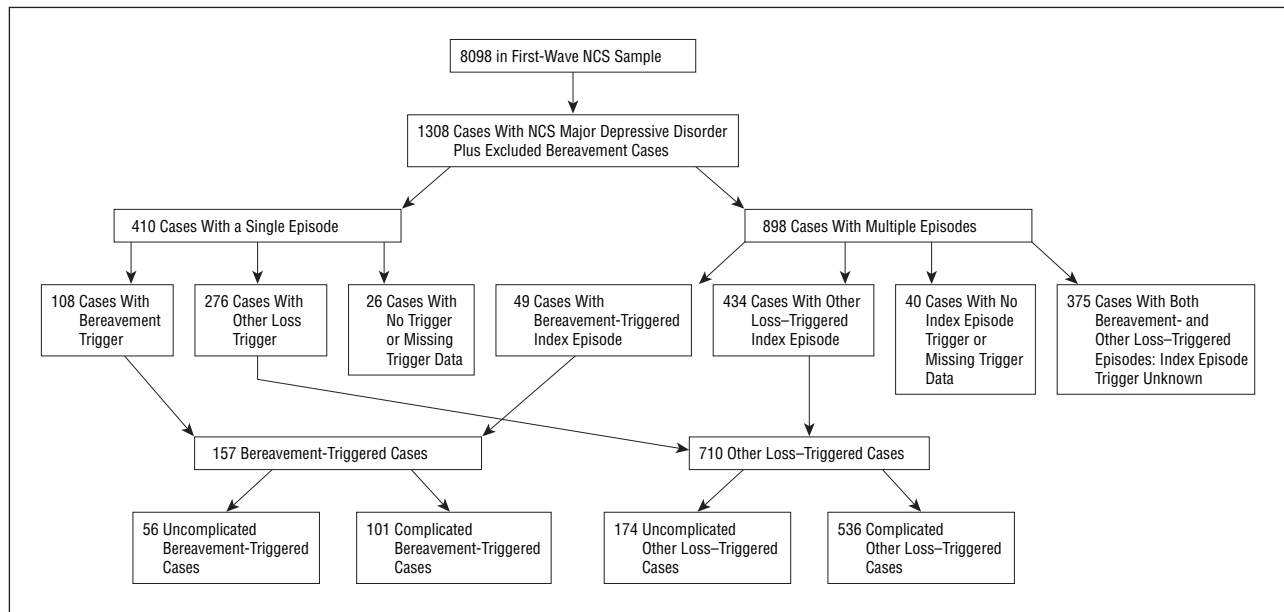 8098 in First-Wave NCS Sample
1308 Cases With NCS Major Depressive Disorder
Plus Excluded Bereavement Cases
410 Cases With a Single Episode
898 Cases With Multiple Episodes
108 Cases With
Bereavement
Trigger
276 Cases With
Other Loss
Trigger
26 Cases With
No Trigger
or Missing
Trigger Data
49 Cases With
Bereavement-Triggered
Index Episode
434 Cases With Other
Loss–Triggered
Index Episode
40 Cases With No
Index Episode
Trigger or
Missing Trigger
Data
375 Cases With Both
Bereavement- and
Other Loss–Triggered
Episodes: Index Episode
Trigger Unknown
157 Bereavement-Triggered Cases
710 Other Loss–Triggered Cases
56 Uncomplicated
Bereavement-Triggered
Cases
101 Complicated
Bereavement-Triggered
Cases
174 Uncomplicated
Other Loss–Triggered
Cases
536 Complicated
Other Loss–Triggered
Cases